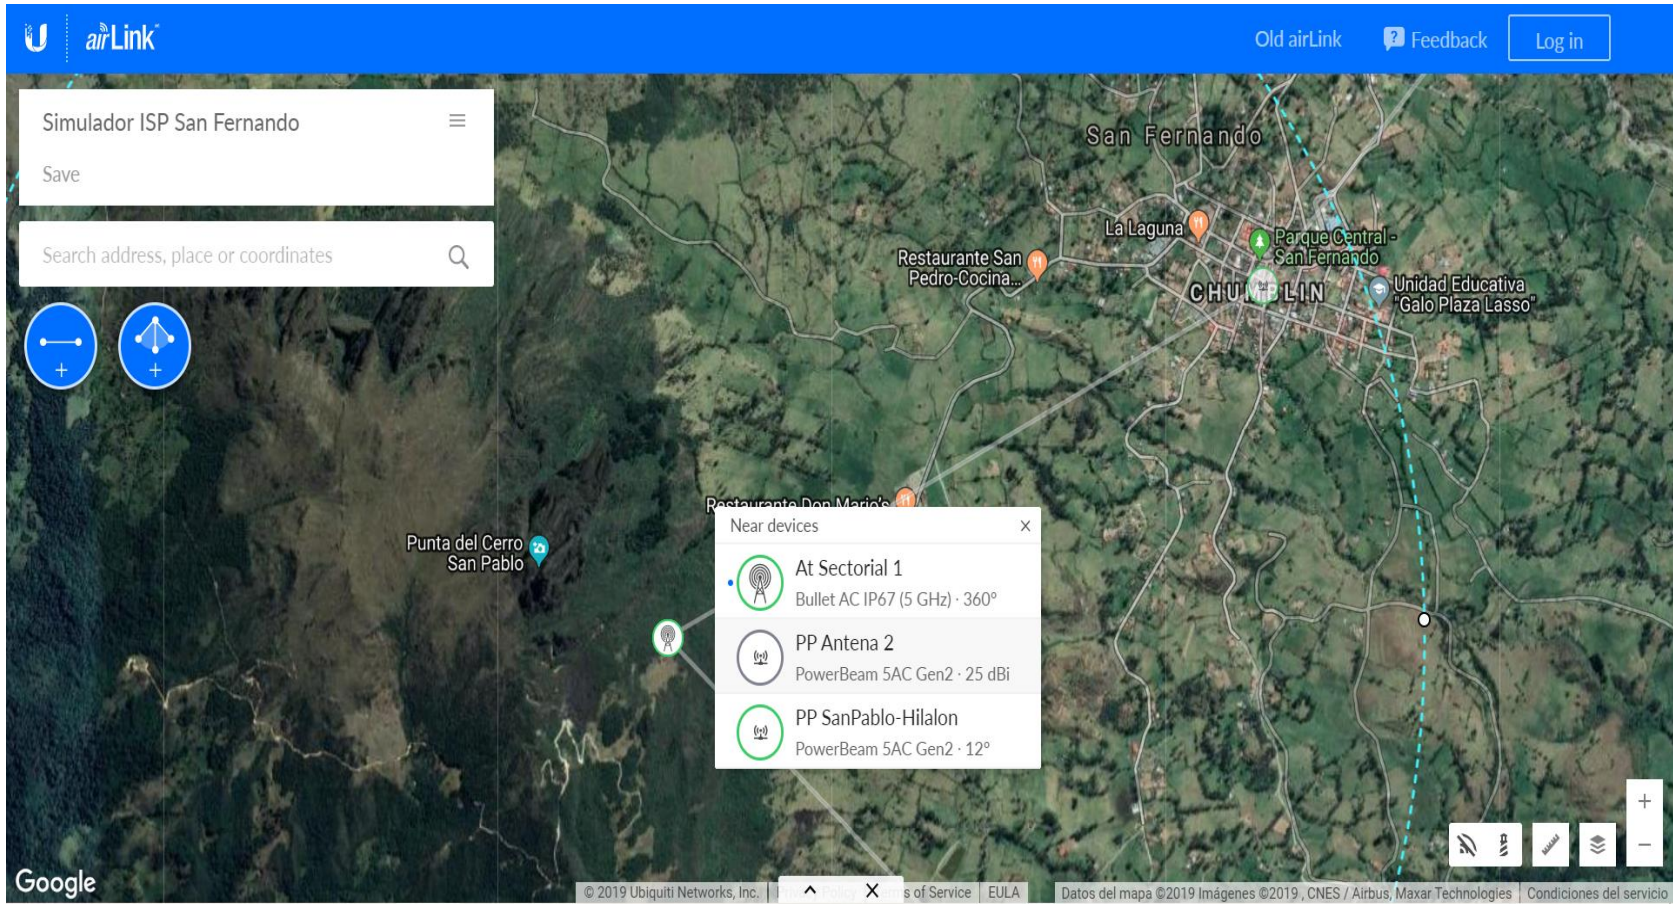 airLink
Old airLink
Feedback
Log in
Simulador ISP San Fernando
Save
Search address, place or coordinates
San Fernando
La Laguna
Parque Central -
San Fernando
Restaurante San
Pedro-Cocina...
Unidad Educativa
"Galo Plaza Lasso"
Restaurante Don Mario's
Punta del Cerro
San Pablo
Near devices
At Sectorial 1
Bullet AC IP67 (5 GHz) · 360°
PP Antena 2
PowerBeam 5AC Gen2 · 25 dBi
PP SanPablo-Hilalon
PowerBeam 5AC Gen2 · 12°
Google
© 2019 Ubiquiti Networks, Inc.
of Service
EULA
Datos del mapa ©2019 Imágenes ©2019 , CNES / Airbus, Maxar Technologies
Condiciones del servicio